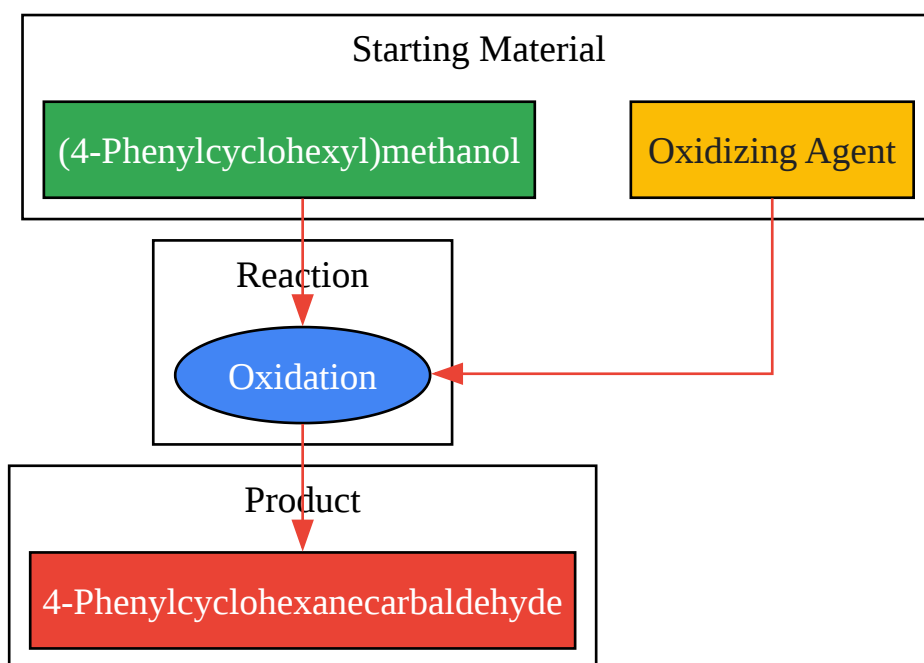 Starting Material
(4-Phenylcyclohexyl)methanol
Oxidizing Agent
Reaction
Oxidation
Product
4-Phenylcyclohexanecarbaldehyde